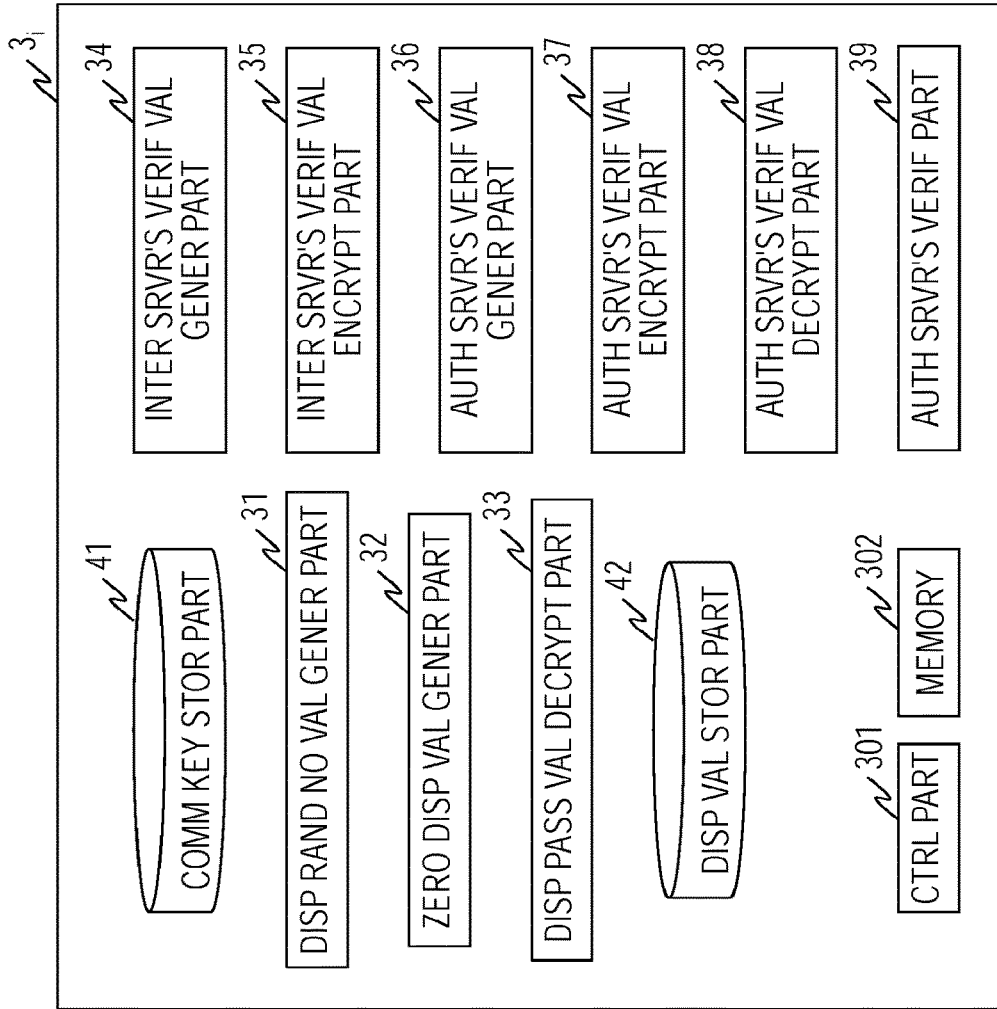 3i
41
COMM KEY STOR PART
31
DISP RAND NO VAL GENER PART
32
ZERO DISP VAL GENER PART
33
DISP PASS VAL DECRYPT PART
42
DISP VAL STOR PART
301
CTRL PART
302
MEMORY
34
INTER SRVR'S VERIF VAL
GENER PART
35
INTER SRVR'S VERIF VAL
ENCRYPT PART
36
AUTH SRVR'S VERIF VAL
GENER PART
37
AUTH SRVR'S VERIF VAL
ENCRYPT PART
38
AUTH SRVR'S VERIF VAL
DECRYPT PART
39
AUTH SRVR'S VERIF PART